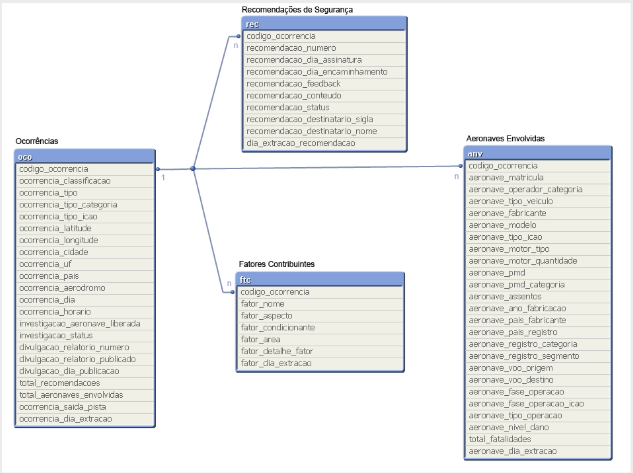 Recomendações de Segurança
rec
codigo_ocorrencia
recomendacao_numero
recomendacao_dia_assinatura
recomendacao_dia_encaminhamento
recomendacao_feedback
recomendacao_conteudo
recomendacao_status
recomendacao_destinatario_sigla
recomendacao_destinatario_nome
dia_extracao_recomendacao
n
Ocorrências
oco
codigo_ocorrencia
ocorrencia_classificacao
ocorrencia_tipo
ocorrencia_tipo_categoria
ocorrencia_tipo_icao
ocorrencia_latitude
ocorrencia_longitude
ocorrencia_cidade
ocorrencia_uf
ocorrencia_pais
ocorrencia_aerodromo
ocorrencia_dia
ocorrencia_horario
investigacao_aeronave_liberada
investigacao_status
divulgacao_relatorio_numero
divulgacao_relatorio_publicado
divulgacao_dia_publicacao
total_recomendacoes
total_aeronaves_envolvidas
ocorrencia_saida_pista
ocorrencia_dia_extracao
1
Fatores Contribuintes
n
ftc
codigo_ocorrencia
fator_nome
fator_aspecto
fator_condicionante
fator_area
fator_detalhe_fator
fator_dia_extracao
Aeronaves Envolvidas
n
anv
codigo_ocorrencia
aeronave_matricula
aeronave_operador_categoria
aeronave_tipo_veiculo
aeronave_fabricante
aeronave_modelo
aeronave_tipo_icao
aeronave_motor_tipo
aeronave_motor_quantidade
aeronave_pmd
aeronave_pmd_categoria
aeronave_assentos
aeronave_ano_fabricacao
aeronave_pais_fabricante
aeronave_pais_registro
aeronave_registro_categoria
aeronave_registro_segmento
aeronave_voo_origem
aeronave_voo_destino
aeronave_fase_operacao
aeronave_fase_operacao_icao
aeronave_tipo_operacao
aeronave_nivel_dano
total_fatalidades
aeronave_dia_extracao